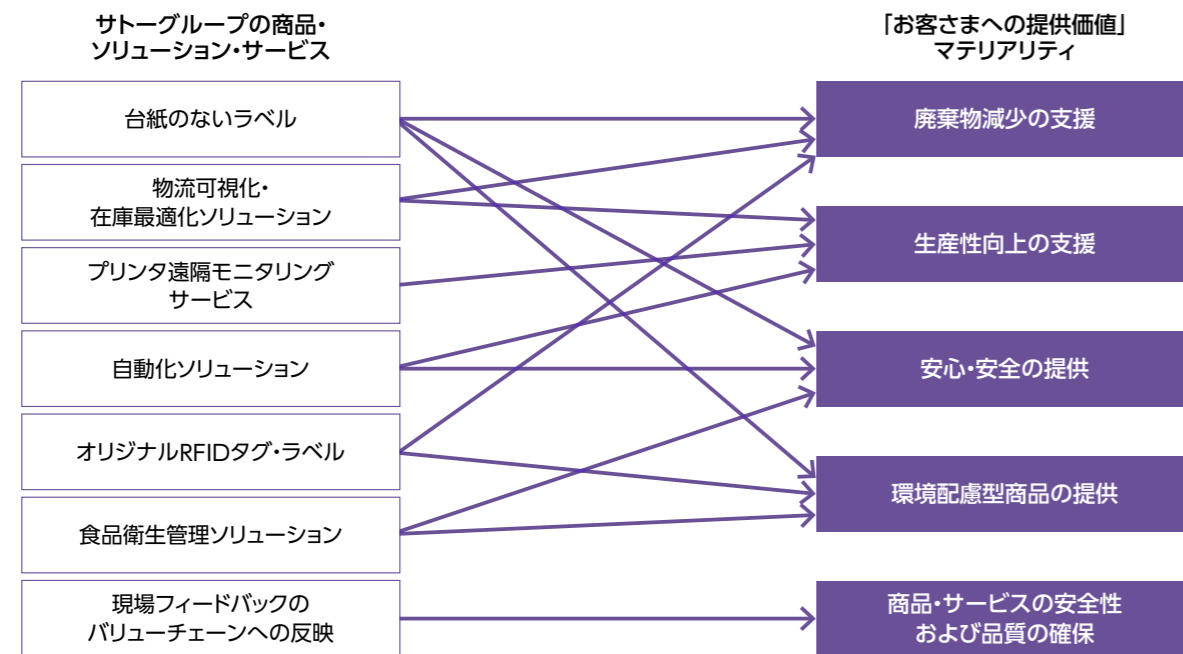 サトーグループの商品・
ソリューション・サービス
「お客さまへの提供価値」
マテリアリティ
台紙のないラベル
物流可視化・
在庫最適化ソリューション
プリンタ遠隔モニタリング
サービス
自動化ソリューション
オリジナルRFIDタグ・ラベル
食品衛生管理ソリューション
現場フィードバックの
バリューチェーンへの反映
廃棄物減少の支援
生産性向上の支援
安心・安全の提供
環境配慮型商品の提供
商品・サービスの安全性
および品質の確保